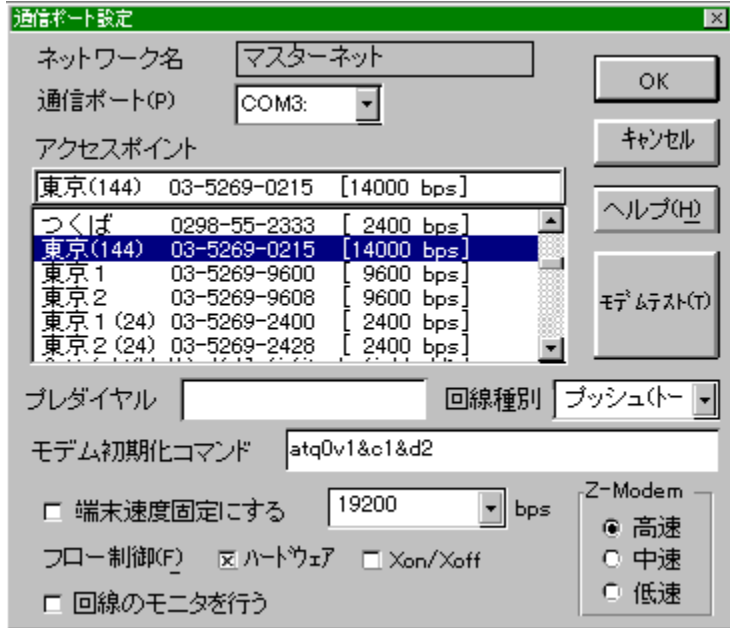 通信ポート設定
ネットワーク名 マスターネット
OK
通信ポート(P) COM3:
キャンセル
アクセスポイント
東京(144) 03-5269-0215 [14000 bps]
ヘルプ(H)
つくば 0298-55-2333 [ 2400 bps]
東京(144) 03-5269-0215 [14000 bps]
東京1 03-5269-9600 [ 9600 bps]
東京2 03-5269-9608 [ 9600 bps]
モデムテスト(T)
東京1(24) 03-5269-2400 [ 2400 bps]
東京2(24) 03-5269-2428 [ 2400 bps]
プレダイヤル 回線種別 プッシュ(トー
モデム初期化コマンド atq0v1&c1&d2
端末速度固定にする 19200 bps
Z-Modem
高速
中速
低速
フロー制御(F) ハードウェア Xon/Xoff
回線のモニタを行う